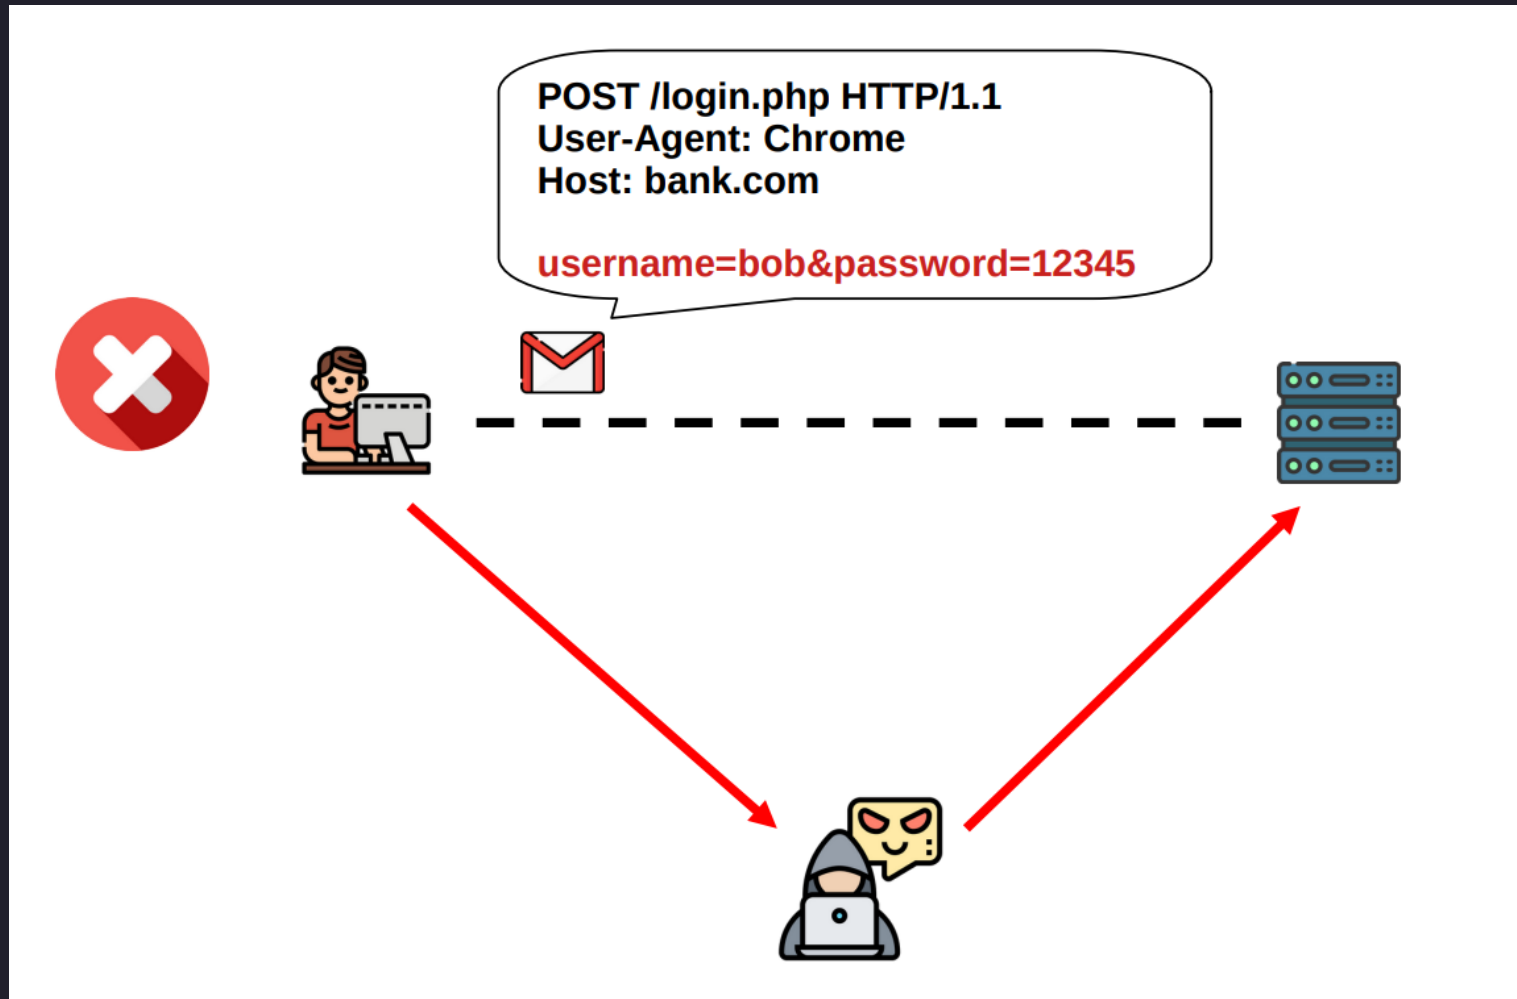 POST /login.php HTTP/1.1
User-Agent: Chrome
Host: bank.com
username=bob&password=12345